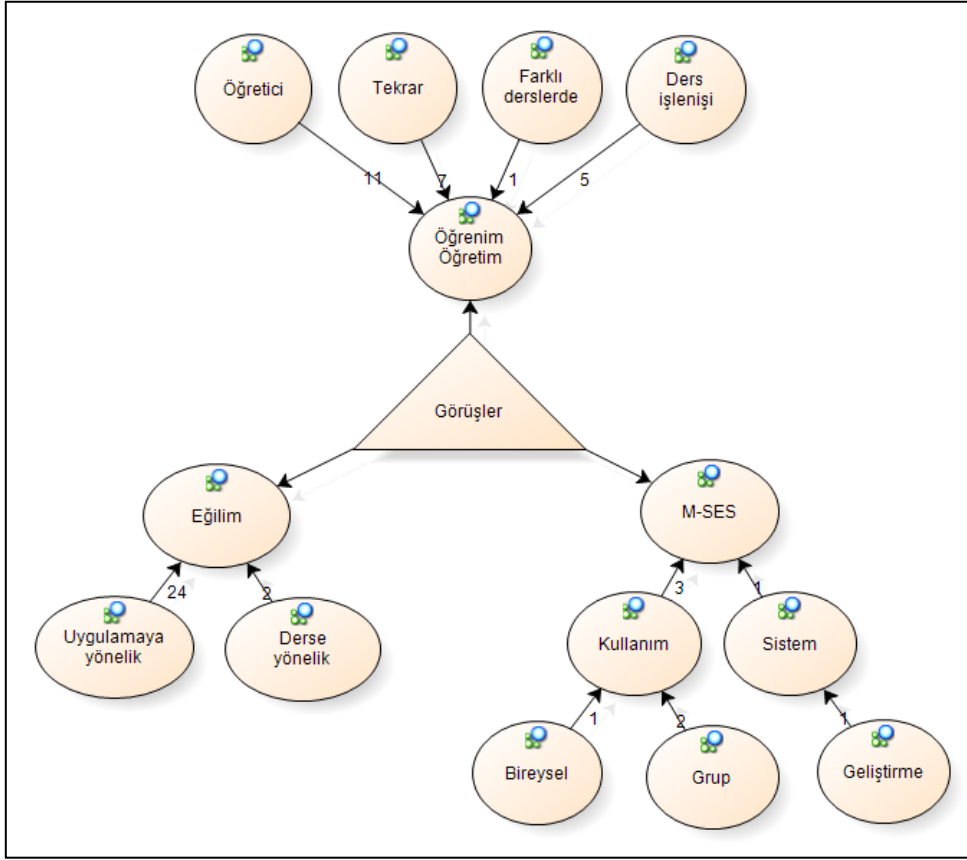 Öğretici
Tekrar
Farklı
derslerde
Ders
işlenişi
11
7
1
5
Öğrenim
Öğretim
Görüşler
Eğilim
M-SES
24
2
3
1
Uygulamaya
yönelik
Derse
yönelik
Kullanım
Sistem
1
2
1
Bireysel
Grup
Geliştirme